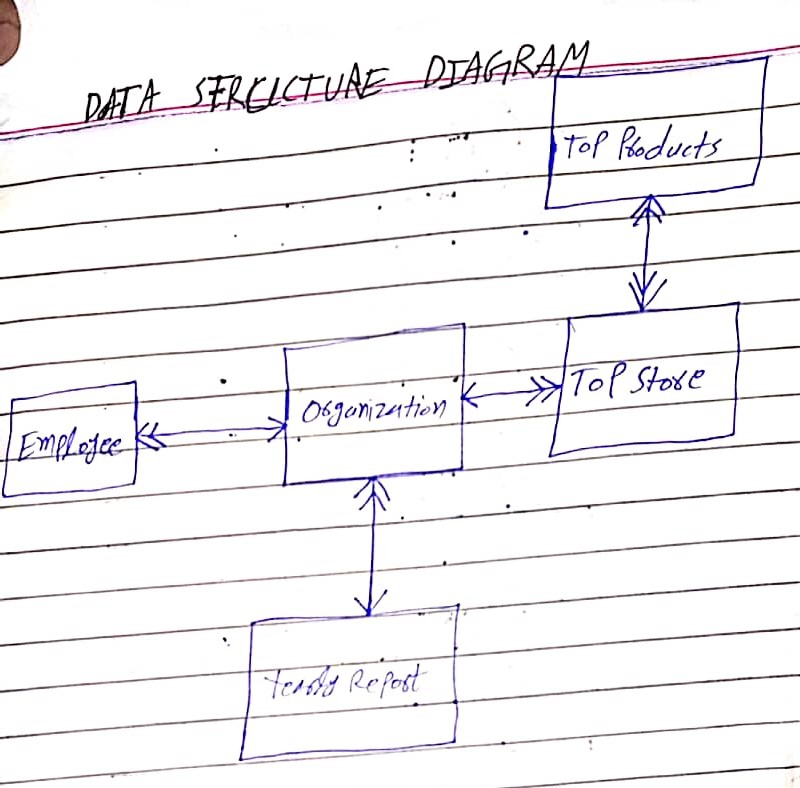 DATA STRUCTURE DIAGRAM
Top Products
Top Store
Organization
Employee
Yearly Report